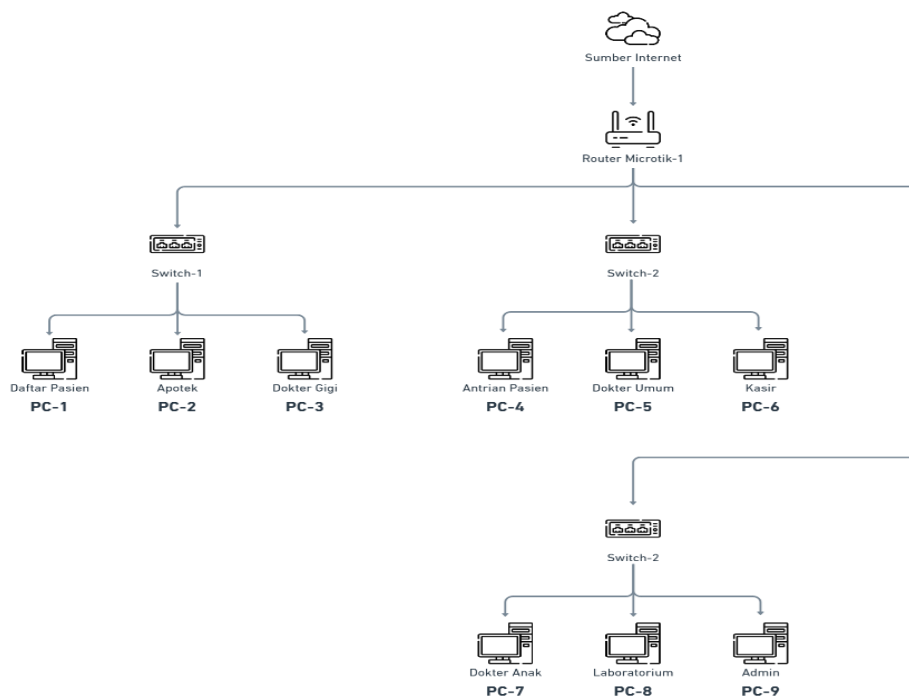 Sumber Internet
Router Microtik-1
Switch-1
Switch-2
Daftar Pasien
PC-1
Apotek
PC-2
Dokter Gigi
PC-3
Antrian Pasien
PC-4
Dokter Umum
PC-5
Kasir
PC-6
Switch-2
Dokter Anak
PC-7
Laboratorium
PC-8
Admin
PC-9